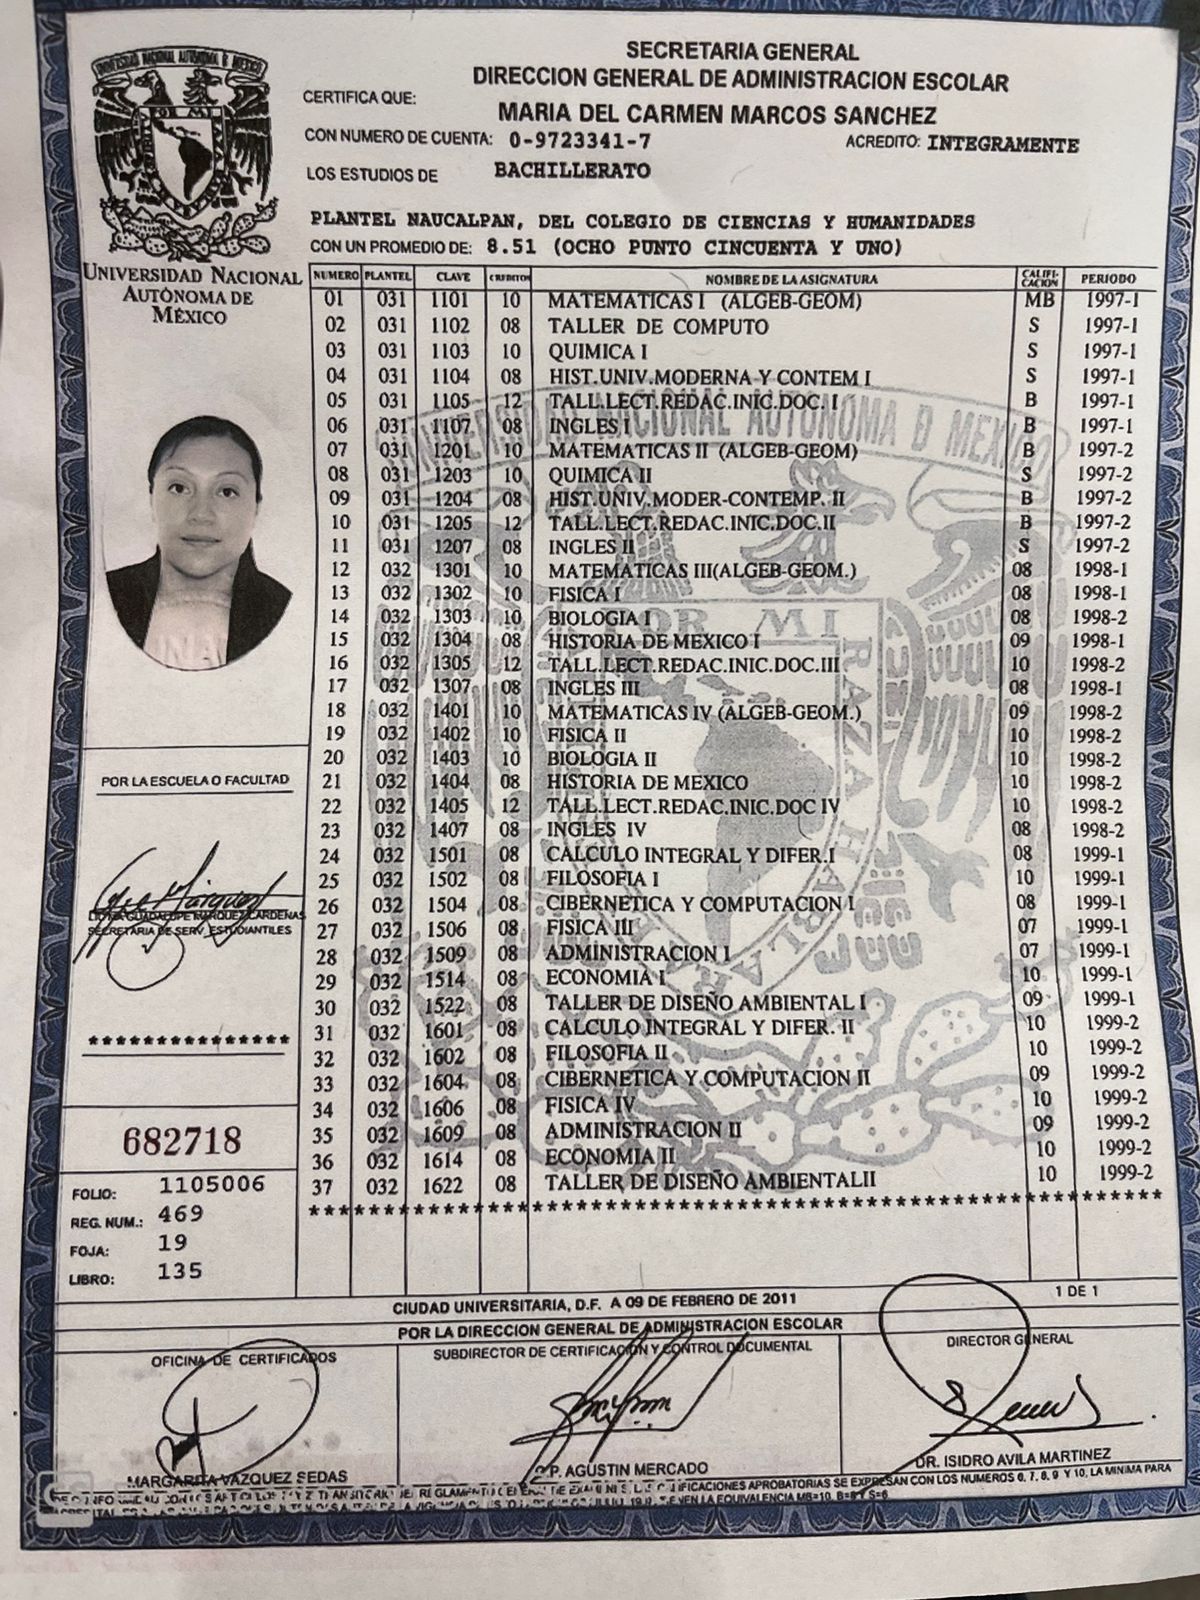 SECRETARIA GENERAL
DIRECCION GENERAL DE ADMINISTRACION ESCOLAR
CERTIFICA QUE:
MARIA DEL CARMEN MARCOS SANCHEZ
CON NUMERO DE CUENTA: 0-9723341-7 ACREDITO: INTEGRAMENTE
LOS ESTUDIOS DE BACHILLERATO
PLANTEL NAUCALPAN, DEL COLEGIO DE CIENCIAS Y HUMANIDADES
CON UN PROMEDIO DE: 8.51 (OCHO PUNTO CINCUENTA Y UNO)
UNIVERSIDAD NACIONAL
AUTÓNOMA DE
MÉXICO
NUMERO PLANTEL CLAVE CREDITOS NOMBRE DE LA ASIGNATURA CALIFI-CACION PERIODO
01 031 1101 10 MATEMATICAS I (ALGEB-GEOM) MB 1997-1
02 031 1102 08 TALLER DE COMPUTO S 1997-1
03 031 1103 10 QUIMICA I S 1997-1
04 031 1104 08 HIST.UNIV.MODERNA Y CONTEM I S 1997-1
05 031 1105 12 TALL.LECT.REDAC.INIC.DOC. I B 1997-1
06 031 1107 08 INGLES I B 1997-1
07 031 1201 10 MATEMATICAS II (ALGEB-GEOM) B 1997-2
08 031 1203 10 QUIMICA II S 1997-2
09 031 1204 08 HIST.UNIV.MODER-CONTEMP. II B 1997-2
10 031 1205 12 TALL.LECT.REDAC.INIC.DOC.II B 1997-2
11 031 1207 08 INGLES II S 1997-2
12 032 1301 10 MATEMATICAS III(ALGEB-GEOM.) 08 1998-1
13 032 1302 10 FISICA I 08 1998-1
14 032 1303 10 BIOLOGIA I 08 1998-2
15 032 1304 08 HISTORIA DE MEXICO I 09 1998-1
16 032 1305 12 TALL.LECT.REDAC.INIC.DOC.III 10 1998-2
17 032 1307 08 INGLES III 08 1998-1
18 032 1401 10 MATEMATICAS IV (ALGEB-GEOM.) 09 1998-2
19 032 1402 10 FISICA II 10 1998-2
20 032 1403 10 BIOLOGIA II 10 1998-2
21 032 1404 08 HISTORIA DE MEXICO 10 1998-2
22 032 1405 12 TALL.LECT.REDAC.INIC.DOC IV 10 1998-2
23 032 1407 08 INGLES IV 08 1998-2
24 032 1501 08 CALCULO INTEGRAL Y DIFER.I 08 1999-1
25 032 1502 08 FILOSOFIA I 10 1999-1
26 032 1504 08 CIBERNETICA Y COMPUTACION I 08 1999-1
27 032 1506 08 FISICA III 07 1999-1
28 032 1509 08 ADMINISTRACION I 07 1999-1
29 032 1514 08 ECONOMIA I 10 1999-1
30 032 1522 08 TALLER DE DISEÑO AMBIENTAL I 09 1999-1
31 032 1601 08 CALCULO INTEGRAL Y DIFER. II 10 1999-2
32 032 1602 08 FILOSOFIA II 10 1999-2
33 032 1604 08 CIBERNETICA Y COMPUTACION II 09 1999-2
34 032 1606 08 FISICA IV 10 1999-2
35 032 1609 08 ADMINISTRACION II 09 1999-2
36 032 1614 08 ECONOMIA II 10 1999-2
37 032 1622 08 TALLER DE DISEÑO AMBIENTALII 10 1999-2
POR LA ESCUELA O FACULTAD
GUADALUPE MARQUEZ CARDENAS
SECRETARIA DE SERV. ESTUDIANTILES
***************
682718
FOLIO: 1105006
REG. NUM.: 469
FOJA: 19
LIBRO: 135
1 DE 1
CIUDAD UNIVERSITARIA, D.F. A 09 DE FEBRERO DE 2011
POR LA DIRECCION GENERAL DE ADMINISTRACION ESCOLAR
OFICINA DE CERTIFICADOS
SUBDIRECTOR DE CERTIFICACION Y CONTROL DOCUMENTAL
DIRECTOR GENERAL
MARGARITA VAZQUEZ SEDAS
C.P. AGUSTIN MERCADO
DR. ISIDRO AVILA MARTINEZ
CALIFICACIONES APROBATORIAS SE EXPRESAN CON LOS NUMEROS 6, 7, 8, 9 Y 10, LA MINIMA PARA